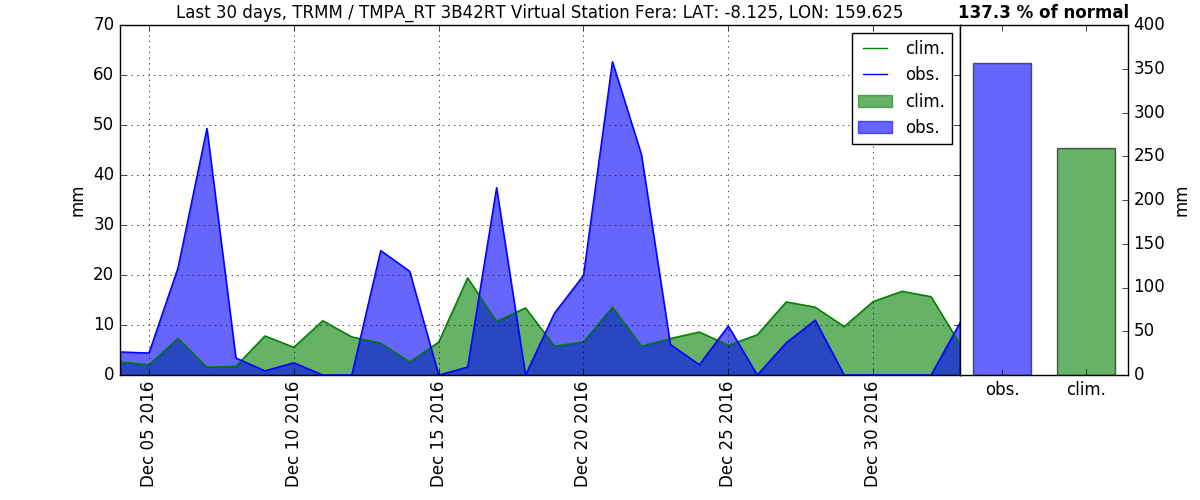 Last 30 days, TRMM / TMPA_RT 3B42RT Virtual Station Fera: LAT: -8.125, LON: 159.625
137.3 % of normal
70
60
50
40
30
20
10
0
mm
clim.
obs.
clim.
obs.
Dec 05 2016
Dec 10 2016
Dec 15 2016
Dec 20 2016
Dec 25 2016
Dec 30 2016
400
350
300
250
200
150
100
50
0
mm
obs.
clim.